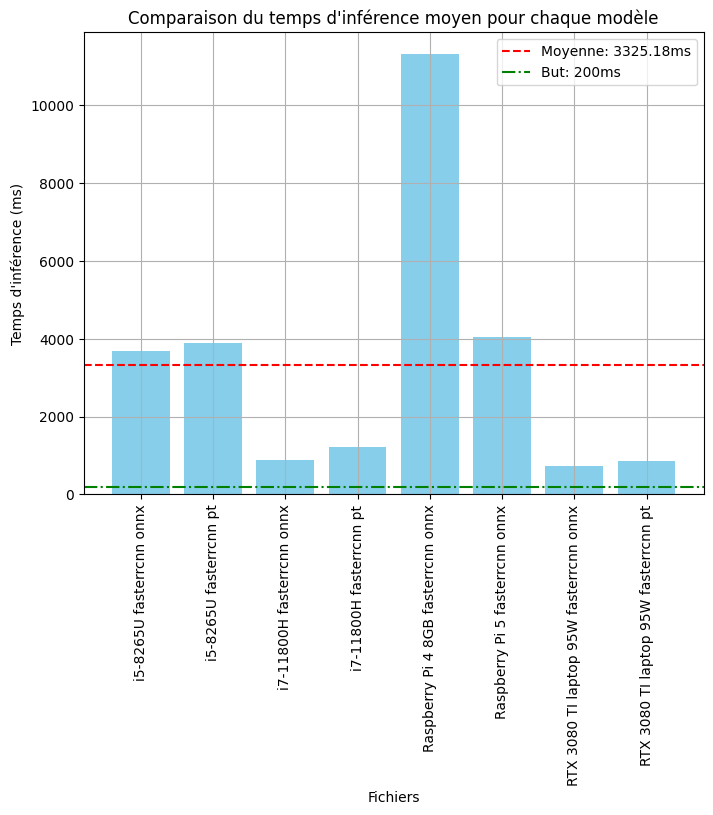 Comparaison du temps d'inférence moyen pour chaque modèle
Moyenne: 3325.18ms
But: 200ms
Temps d'inférence (ms)
10000
8000
6000
4000
2000
0
i5-8265U fasterrcnn onnx
i5-8265U fasterrcnn pt
i7-11800H fasterrcnn onnx
i7-11800H fasterrcnn pt
Raspberry Pi 4 8GB fasterrcnn onnx
Raspberry Pi 5 fasterrcnn onnx
RTX 3080 TI laptop 95W fasterrcnn onnx
RTX 3080 TI laptop 95W fasterrcnn pt
Fichiers